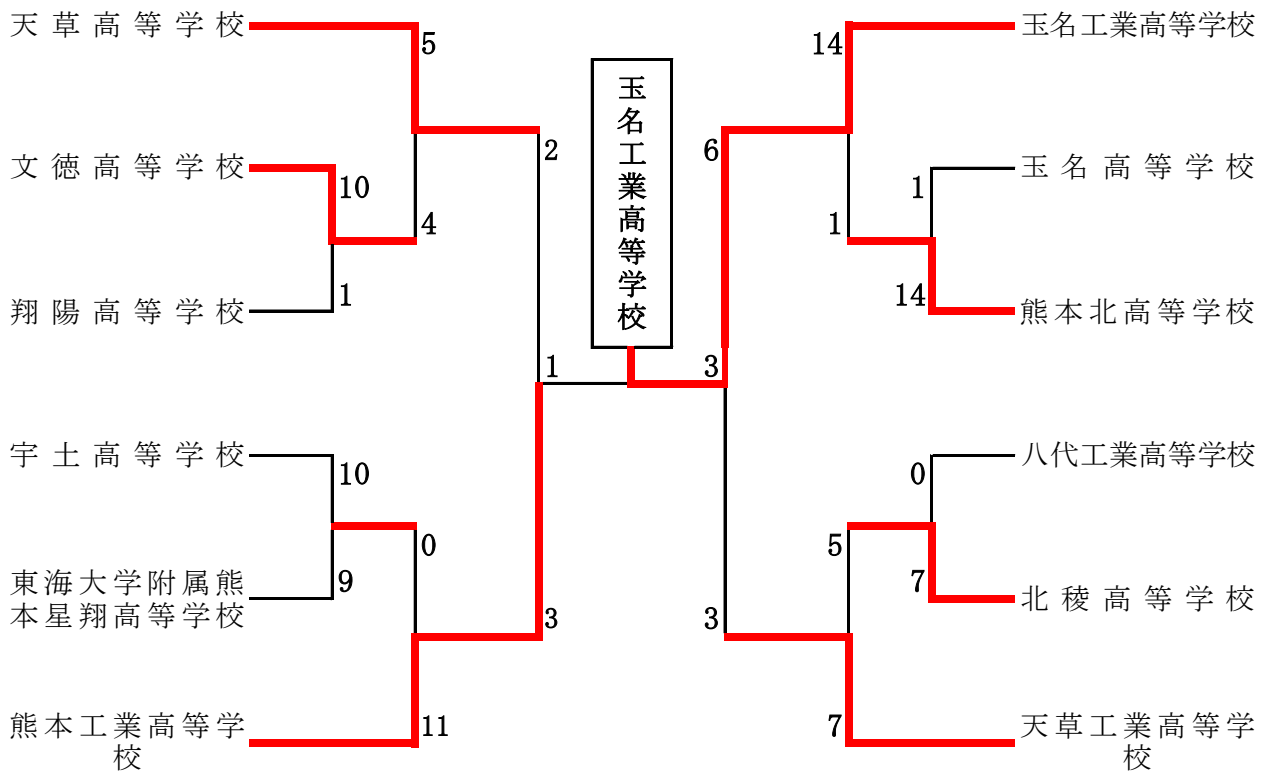 天草高等学校
5
文徳高等学校
10
4
翔陽高等学校
1
2
宇土高等学校
10
0
東海大学附属熊
本星翔高等学校
9
熊本工業高等学
校
11
3
1
玉名工業高等学校
3
玉名工業高等学校
14
6
玉名高等学校
1
1
熊本北高等学校
14
八代工業高等学校
0
5
北稜高等学校
7
3
天草工業高等学
校
7